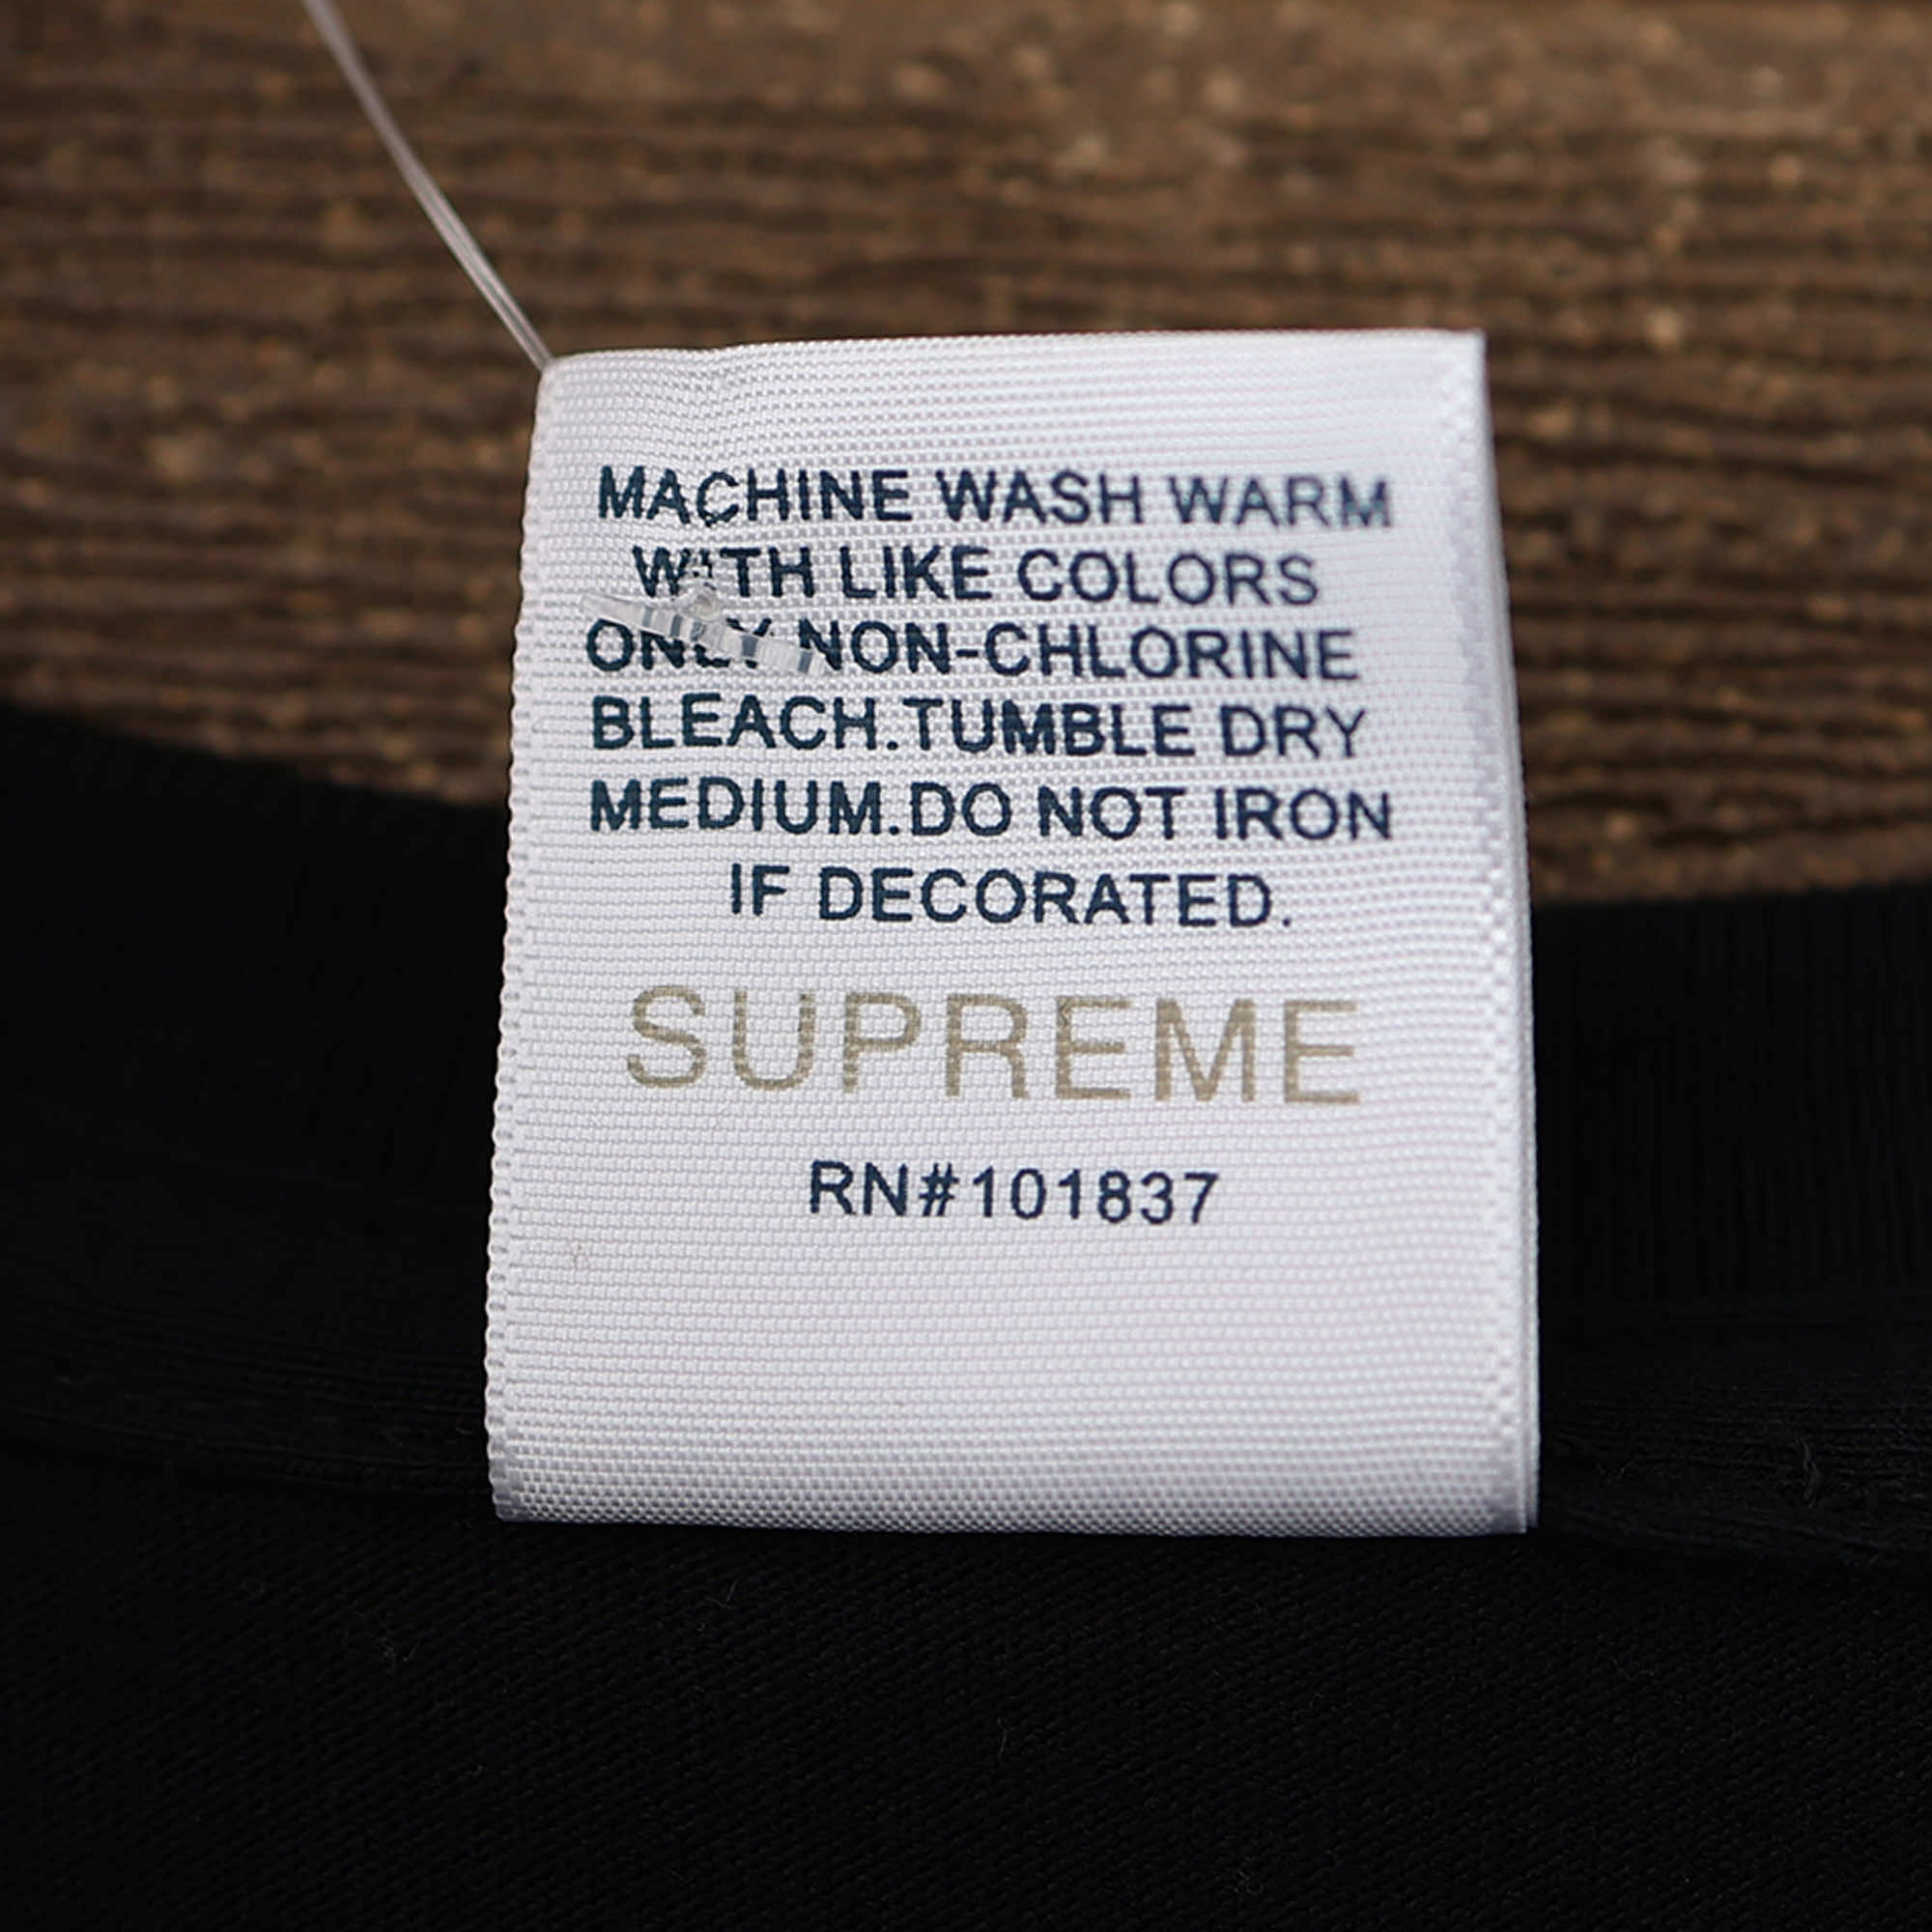 MACHINE WASH WARM
WITH LIKE COLORS
ONLY NON-CHLORINE
BLEACH.TUMBLE DRY
MEDIUM.DO NOT IRON
IF DECORATED.
SUPREME
RN#101837